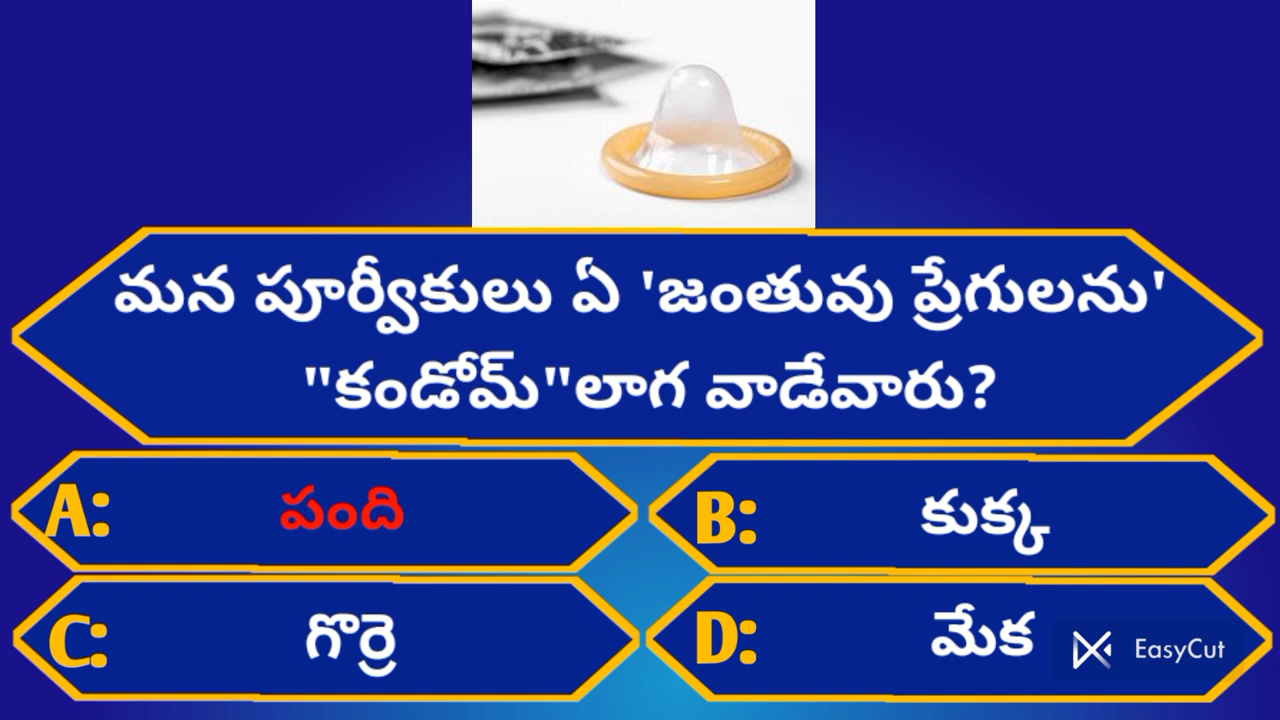 మన పూర్వీకులు ఏ 'జంతువు ప్రేగులను'
"కండోమ్"లాగ వాడేవారు?
A: పంది
B: కుక్క
C: గొర్రె
D: మేక
EasyCut